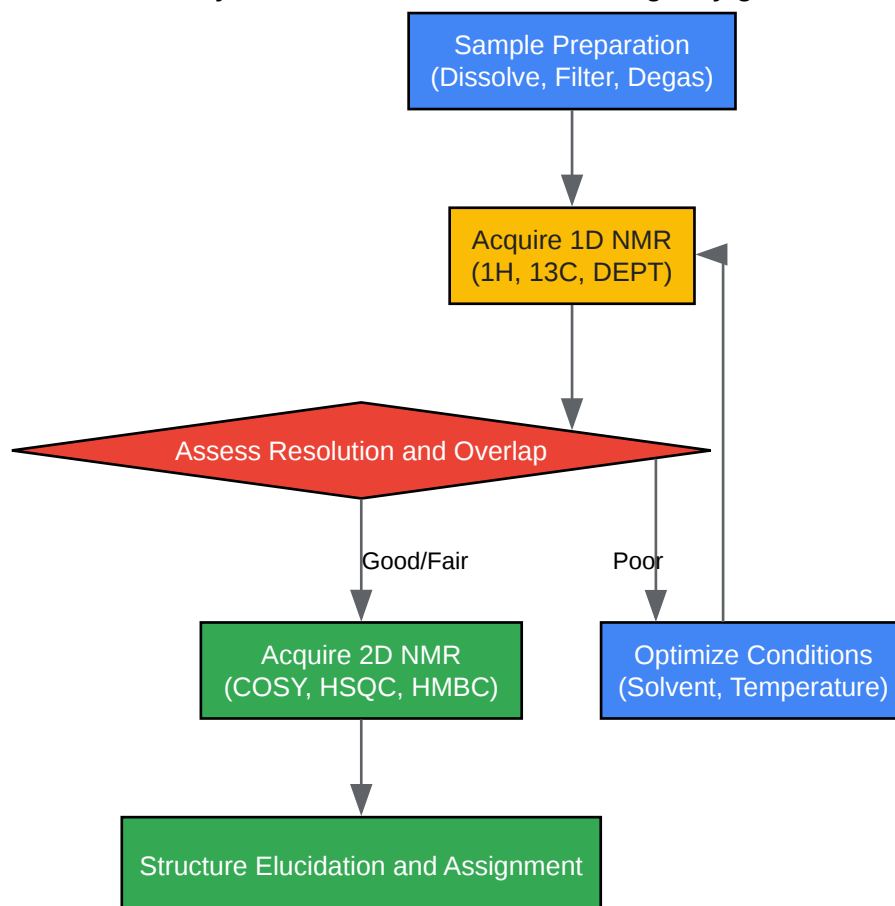 Sample Preparation
(Dissolve, Filter, Degas)
Acquire 1D NMR
(1H, 13C, DEPT)
Assess Resolution and Overlap
Good/Fair
Poor
Acquire 2D NMR
(COSY, HSQC, HMBC)
Optimize Conditions
(Solvent, Temperature)
Structure Elucidation and Assignment